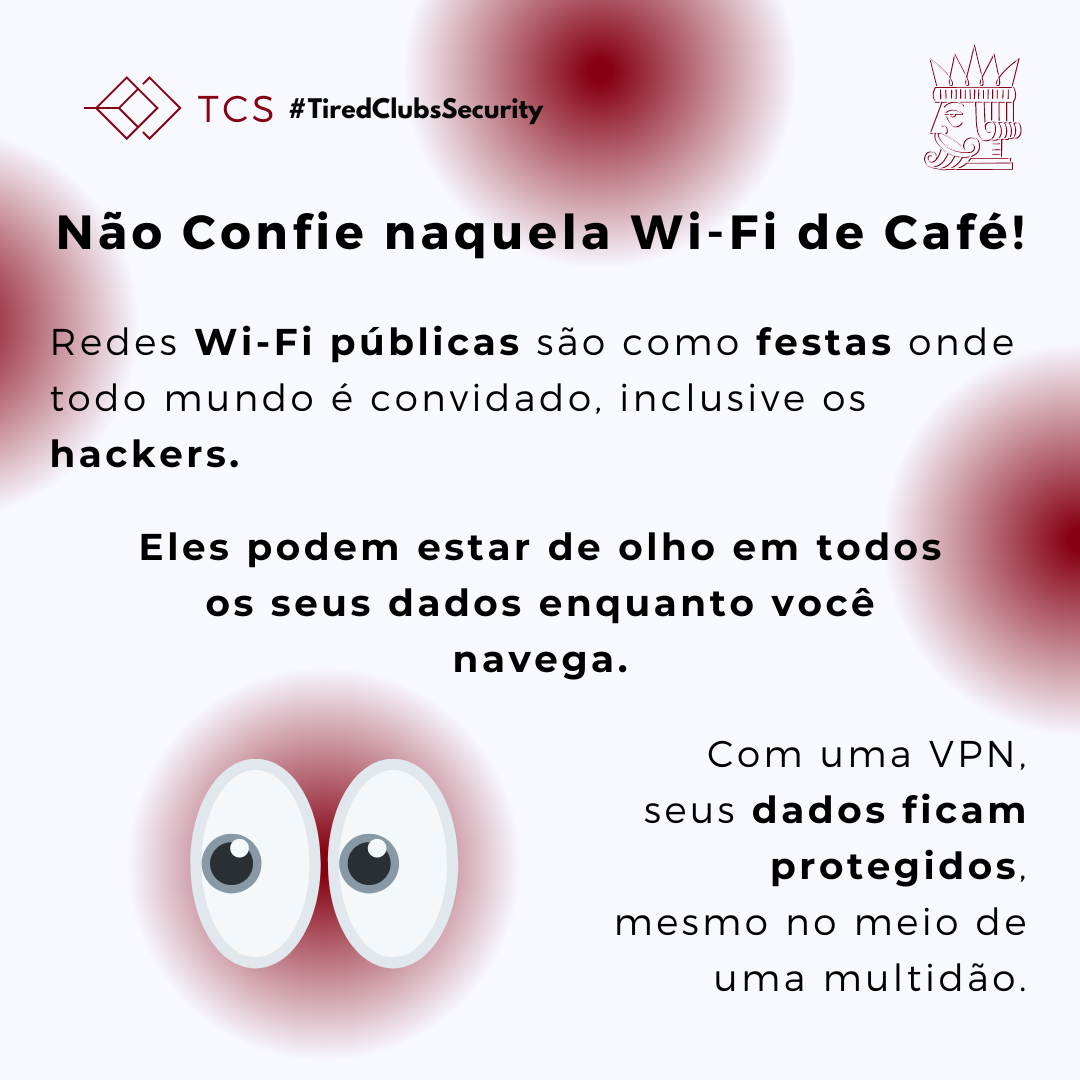 TCS #TiredClubsSecurity
Não Confie naquela Wi-Fi de Café!
Redes Wi-Fi públicas são como festas onde
todo mundo é convidado, inclusive os
hackers.
Eles podem estar de olho em todos
os seus dados enquanto você
navega.
Com uma VPN,
seus dados ficam
protegidos,
mesmo no meio de
uma multidão.